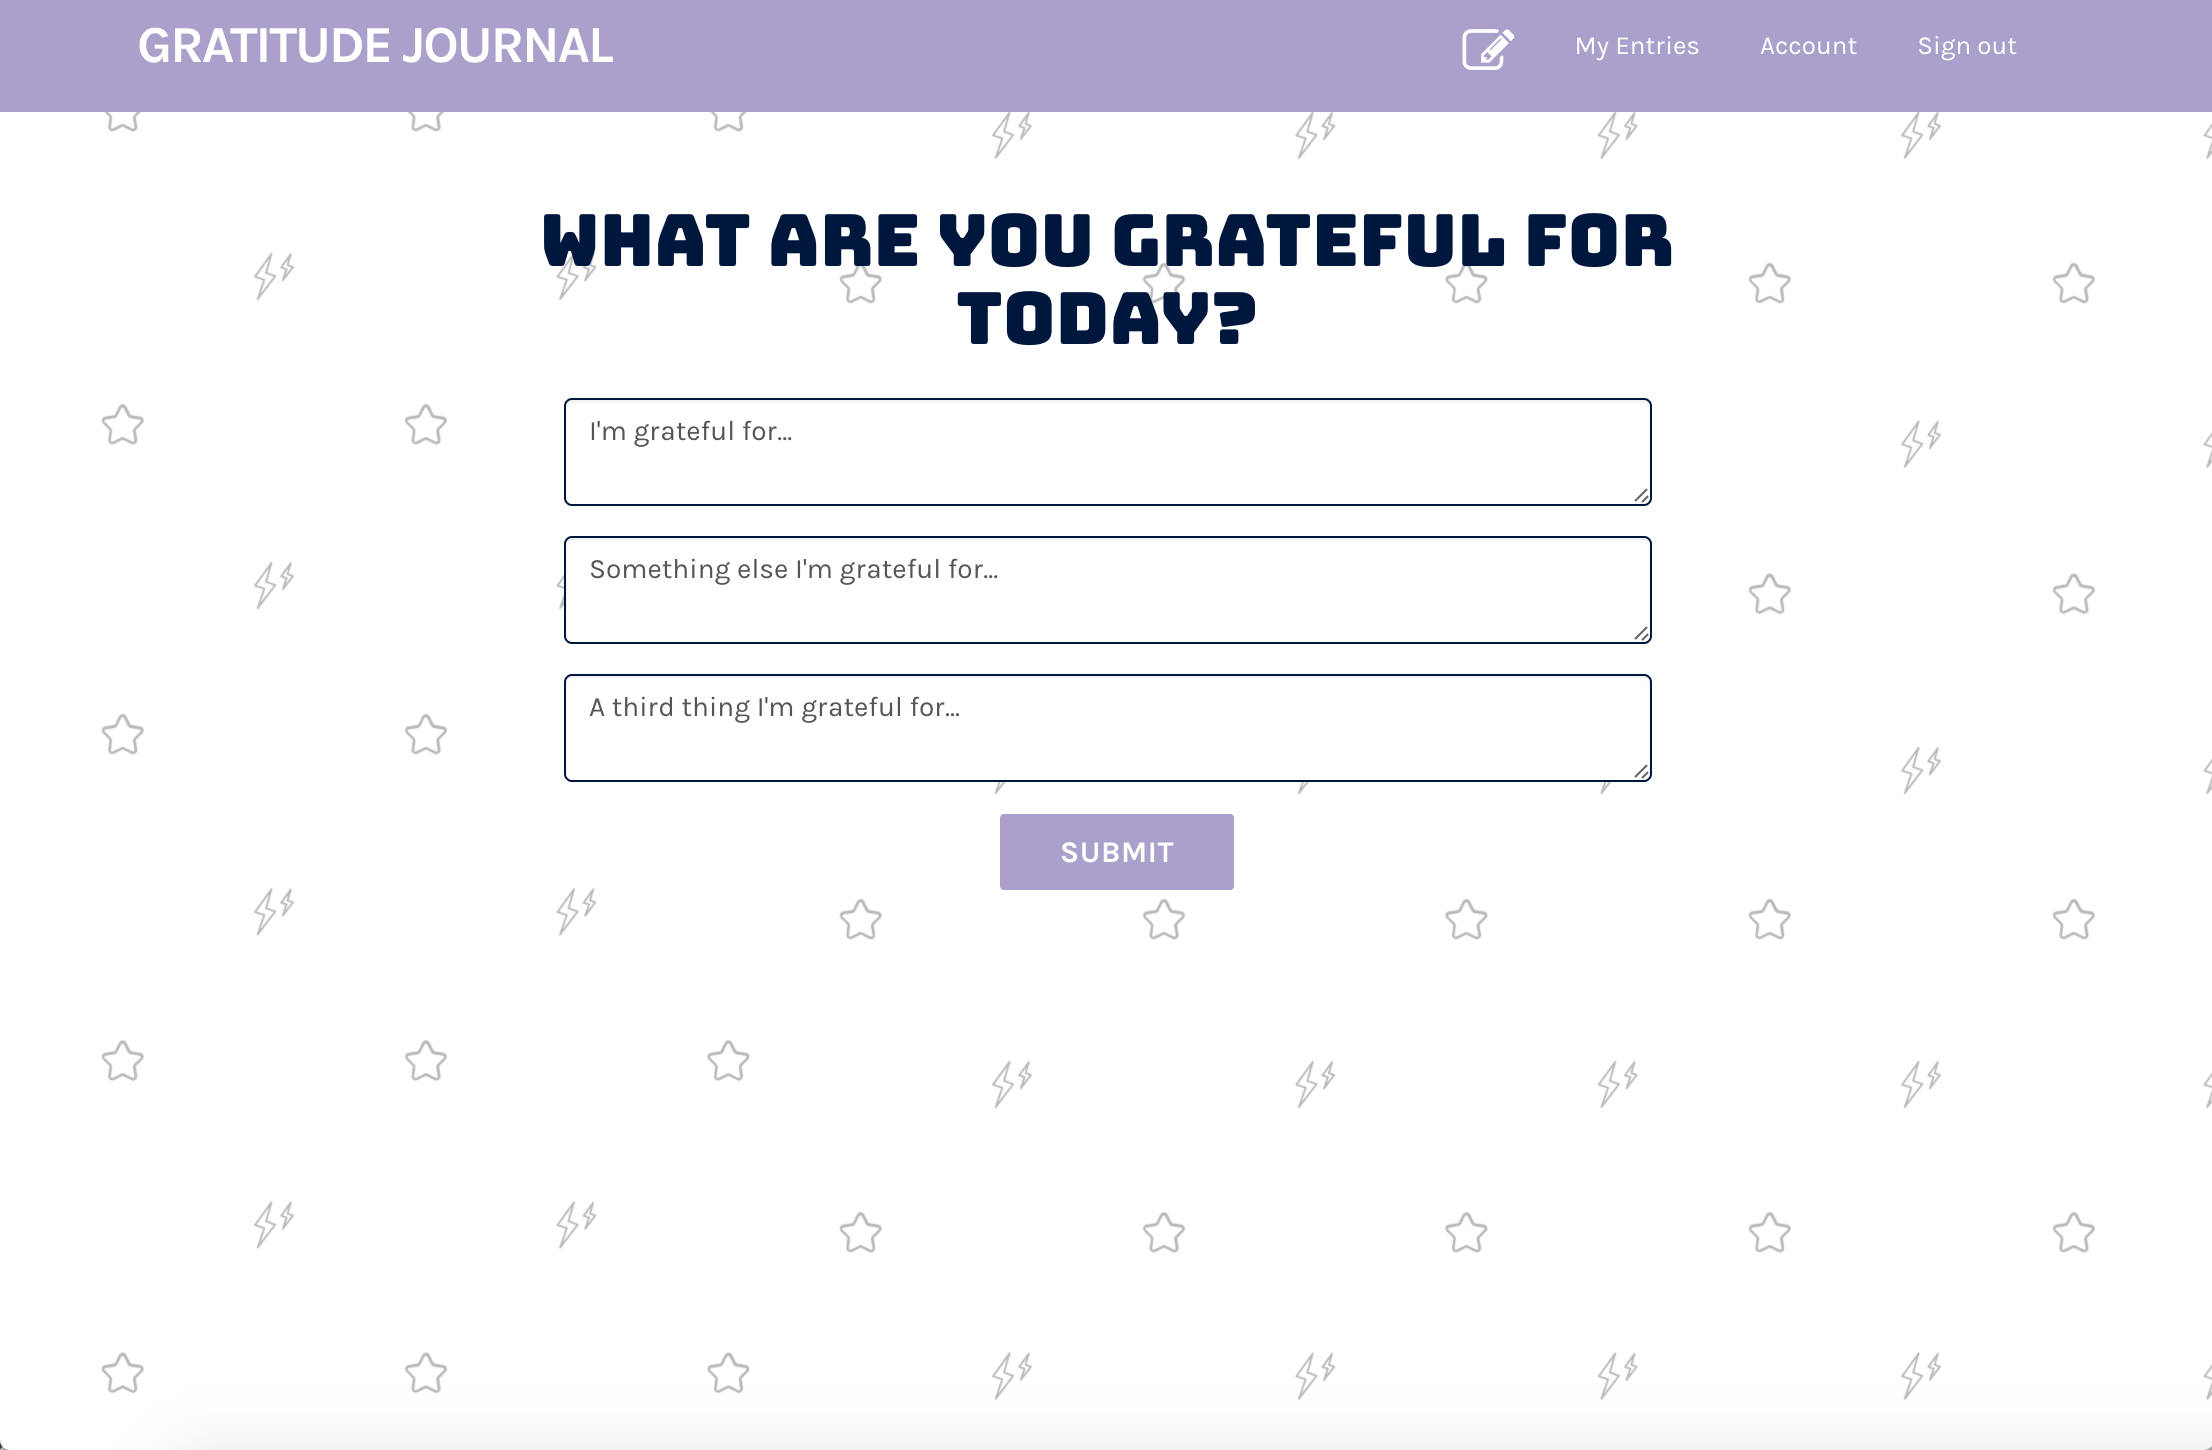 GRATITUDE JOURNAL
My Entries
Account
Sign out
WHAT ARE YOU GRATEFUL FOR
TODAY?
I'm grateful for...
Something else I'm grateful for...
A third thing I'm grateful for...
SUBMIT